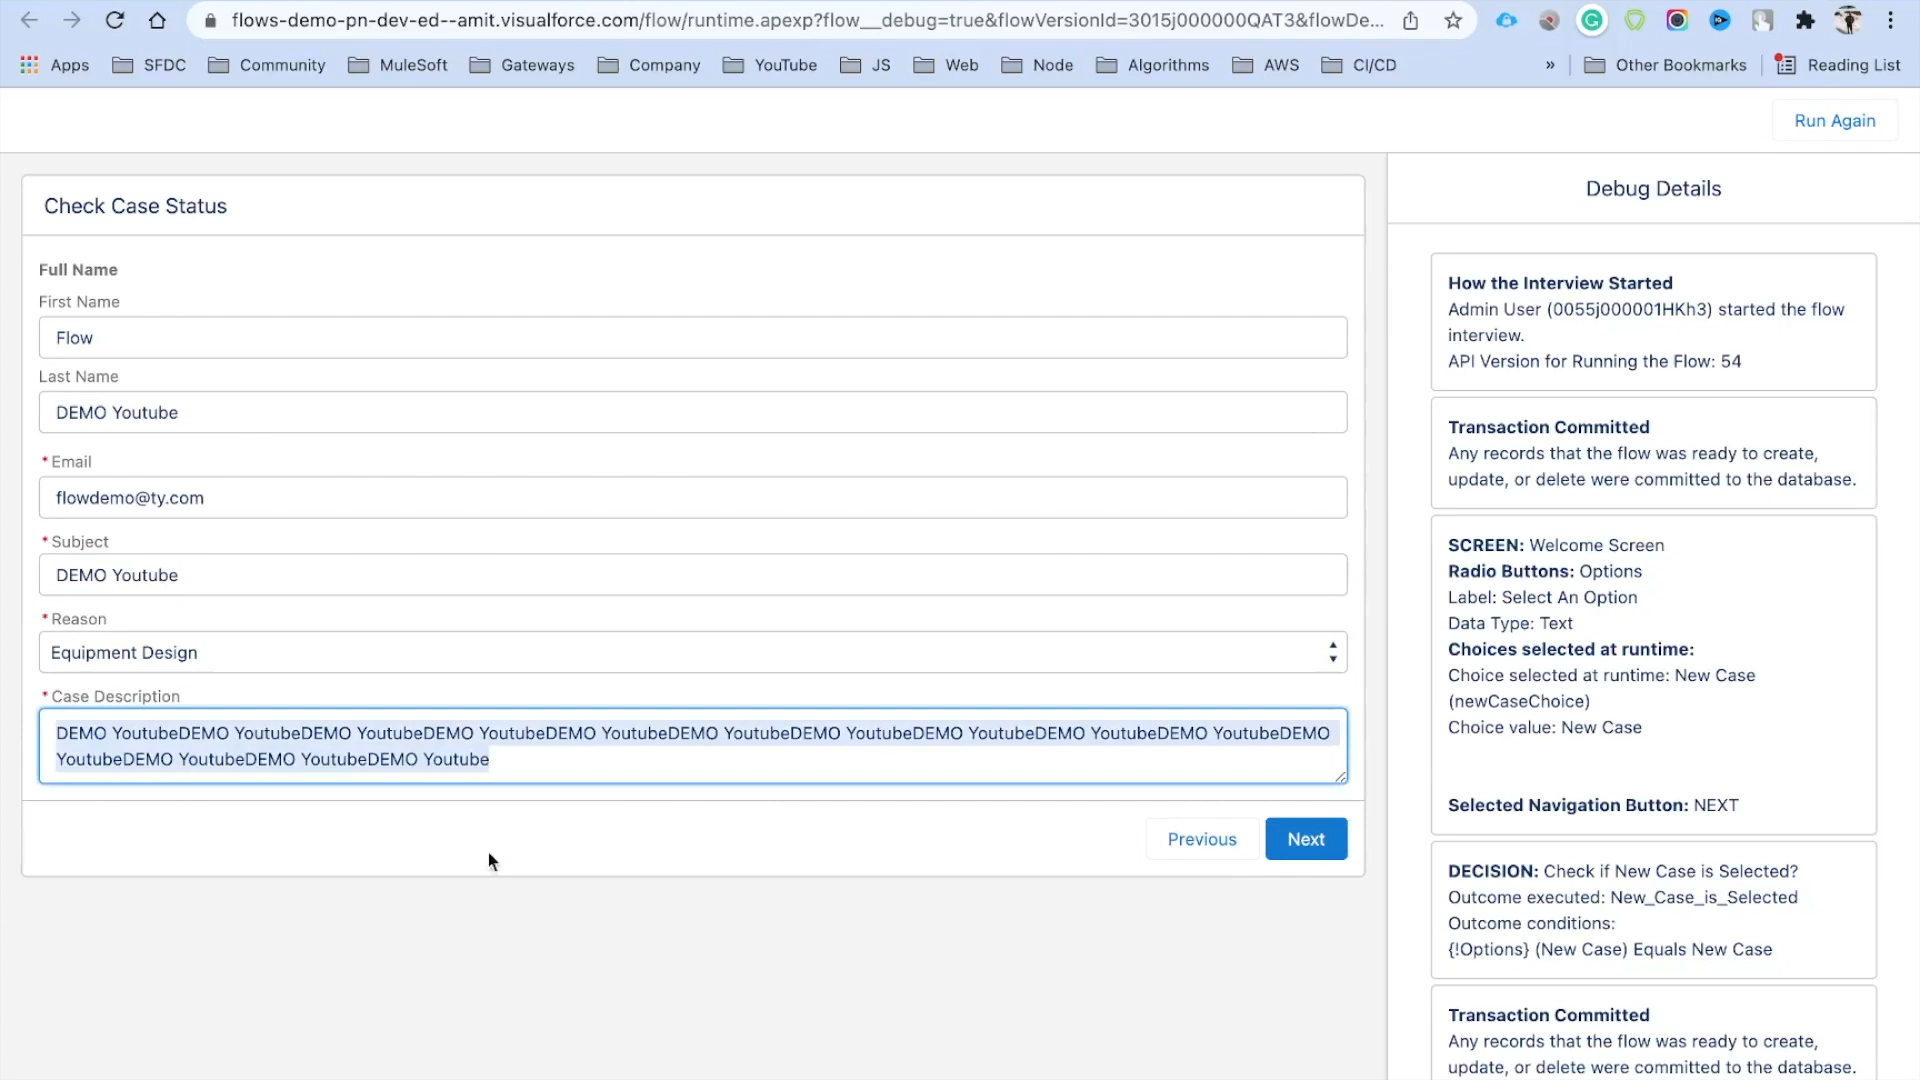 flows-demo-pn-dev-ed--amit.visualforce.com/flow/runtime.apexp?flow__debug=true&flowVersionId=3015j000000QAT3&flowDe...
Apps SFDC Community MuleSoft Gateways Company YouTube JS Web Node Algorithms AWS CI/CD » Other Bookmarks Reading List
Run Again
Check Case Status
Full Name
First Name
Flow
Last Name
DEMO Youtube
* Email
flowdemo@ty.com
* Subject
DEMO Youtube
* Reason
Equipment Design
* Case Description
DEMO YoutubeDEMO YoutubeDEMO YoutubeDEMO YoutubeDEMO YoutubeDEMO YoutubeDEMO YoutubeDEMO YoutubeDEMO YoutubeDEMO YoutubeDEMO
YoutubeDEMO YoutubeDEMO YoutubeDEMO Youtube
Previous
Next
Debug Details
How the Interview Started
Admin User (0055j000001HKh3) started the flow
interview.
API Version for Running the Flow: 54
Transaction Committed
Any records that the flow was ready to create,
update, or delete were committed to the database.
SCREEN: Welcome Screen
Radio Buttons: Options
Label: Select An Option
Data Type: Text
Choices selected at runtime:
Choice selected at runtime: New Case
(newCaseChoice)
Choice value: New Case
Selected Navigation Button: NEXT
DECISION: Check if New Case is Selected?
Outcome executed: New_Case_is_Selected
Outcome conditions:
{!Options} (New Case) Equals New Case
Transaction Committed
Any records that the flow was ready to create,
update, or delete were committed to the database.